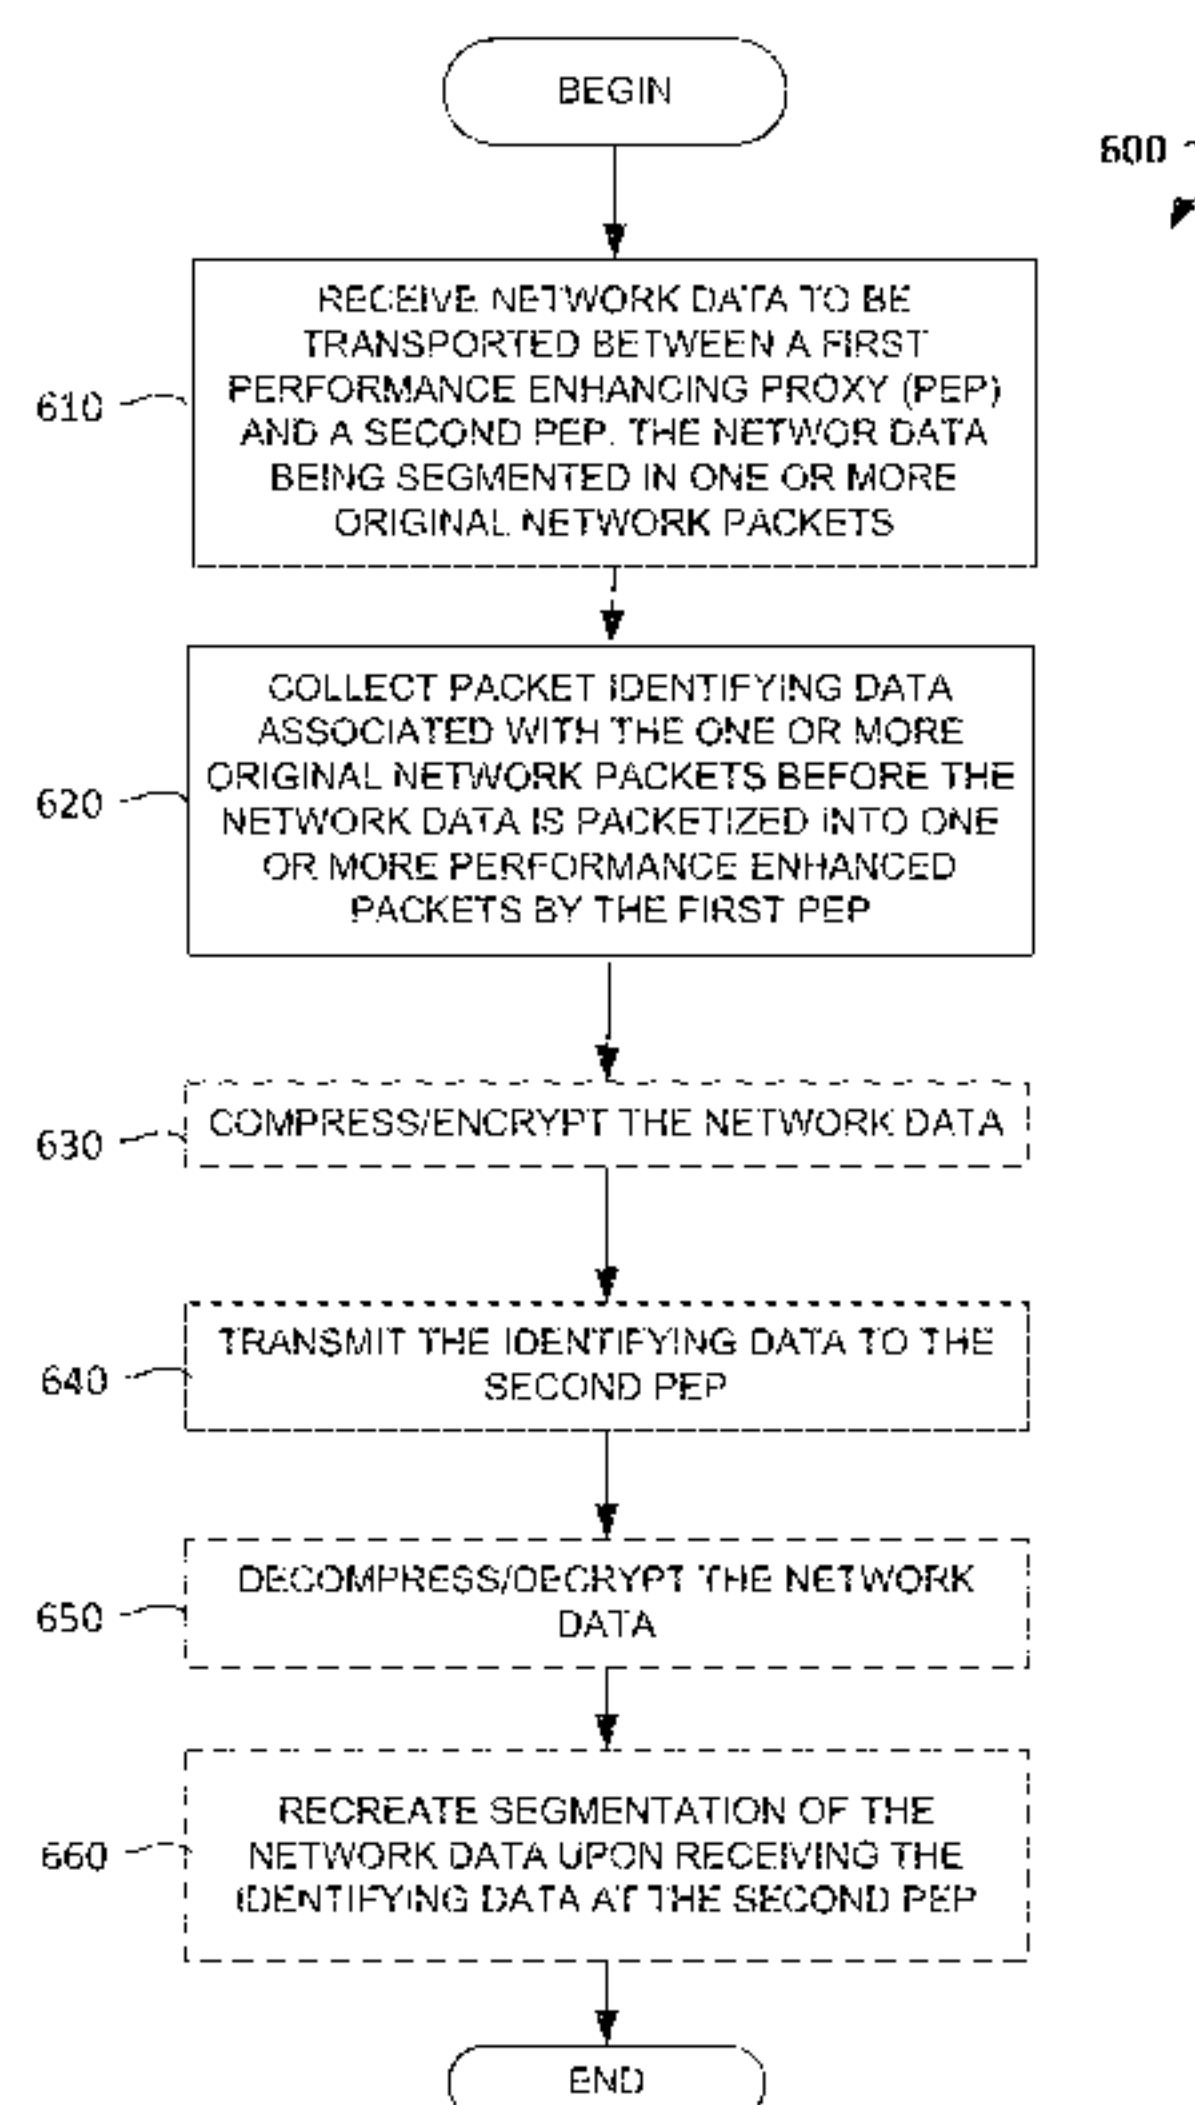 BEGIN
600
RECEIVE NETWORK DATA TO BE
TRANSPORTED BETWEEN A FIRST
PERFORMANCE ENHANCING PROXY (PEP)
AND A SECOND PEP. THE NETWOR DATA
BEING SEGMENTED IN ONE OR MORE
ORIGINAL NETWORK PACKETS
610
COLLECT PACKET IDENTIFYING DATA
ASSOCIATED WITH THE ONE OR MORE
ORIGINAL NETWORK PACKETS BEFORE THE
NETWORK DATA IS PACKETIZED INTO ONE
OR MORE PERFORMANCE ENHANCED
PACKETS BY THE FIRST PEP
620
COMPRESS/ENCRYPT THE NETWORK DATA
630
TRANSMIT THE IDENTIFYING DATA TO THE
SECOND PEP
640
DECOMPRESS/DECRYPT THE NETWORK
DATA
650
RECREATE SEGMENTATION OF THE
NETWORK DATA UPON RECEIVING THE
IDENTIFYING DATA AT THE SECOND PEP
660
END